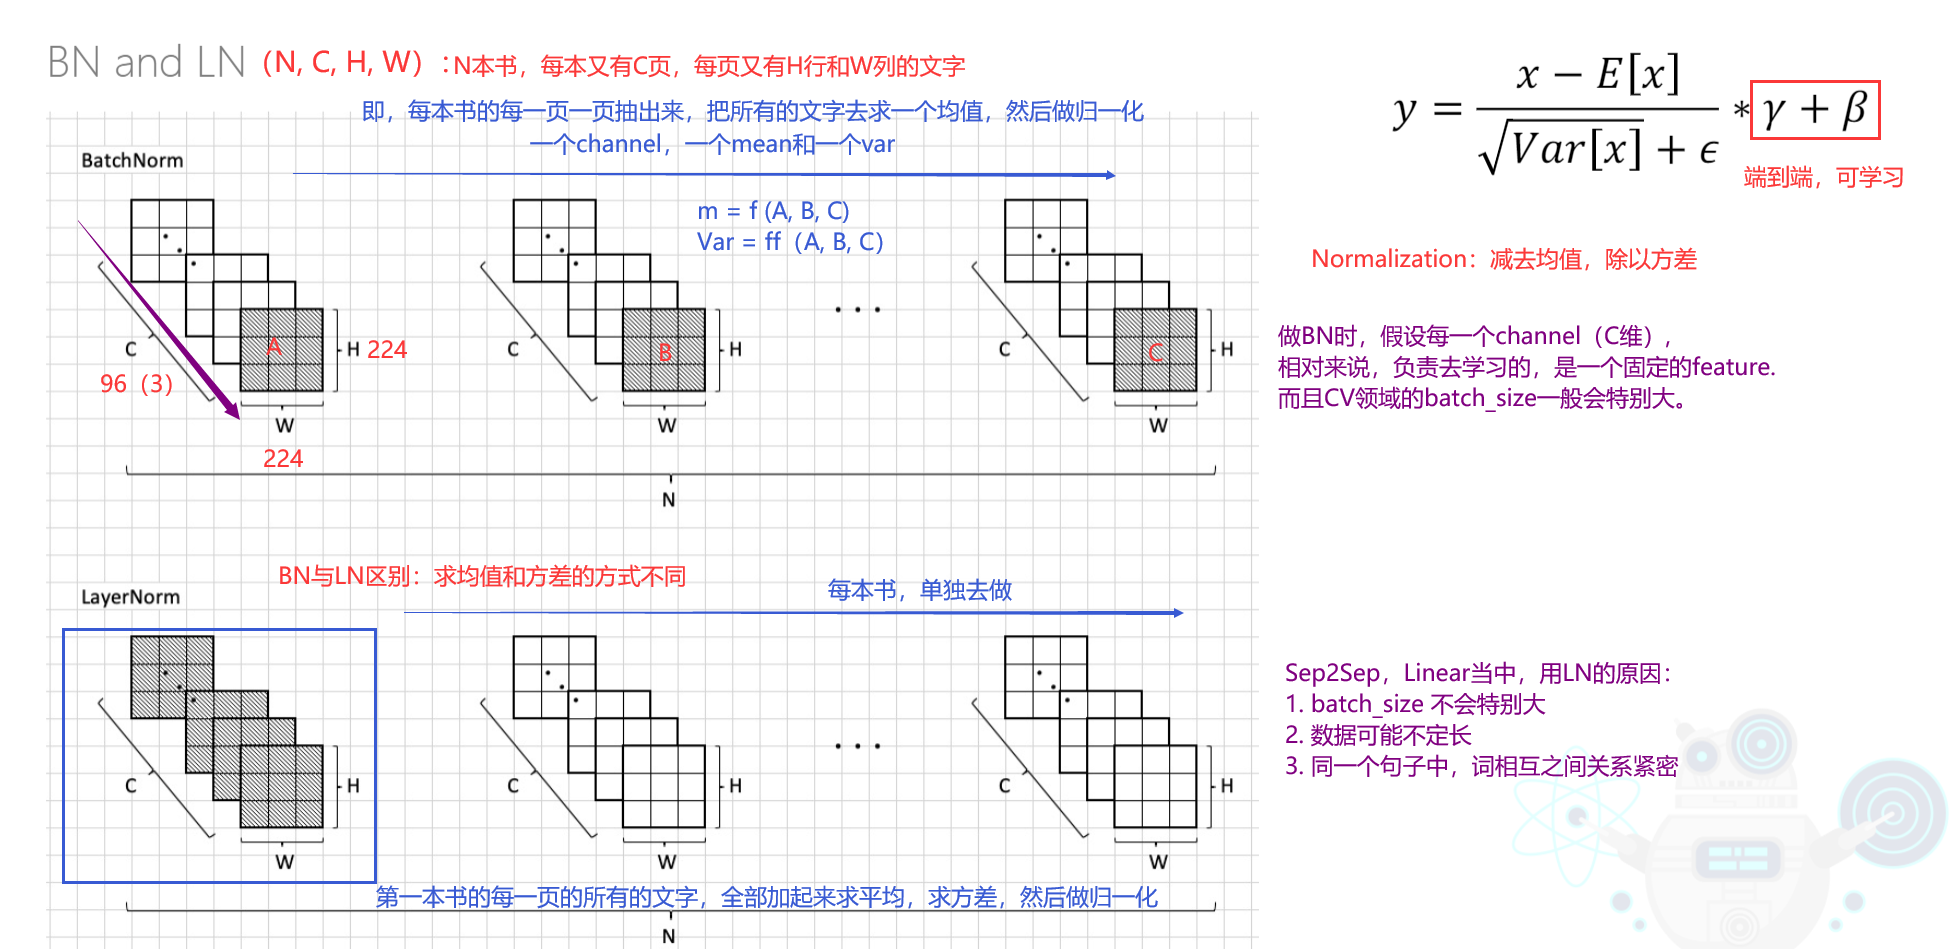 BN and LN（N, C, H, W）：N本书，每本又有C页，每页又有H行和W列的文字
即，每本书的每一页一页抽出来，把所有的文字去求一个均值，然后做归一化
一个channel，一个mean和一个var
BatchNorm
m = f (A, B, C)
Var = ff（A, B, C）
A
B
C
C
H 224
C
H
C
H
96（3）
W
W
W
224
N
y = x − E[x] / √Var[x] + ϵ * γ + β
端到端，可学习
Normalization：减去均值，除以方差
做BN时，假设每一个channel（C维），
相对来说，负责去学习的，是一个固定的feature.
而且CV领域的batch_size一般会特别大。
BN与LN区别：求均值和方差的方式不同
每本书，单独去做
LayerNorm
C
H
C
H
C
H
W
W
W
第一本书的每一页的所有的文字，全部加起来求平均，求方差，然后做归一化
N
Sep2Sep，Linear当中，用LN的原因：
1. batch_size 不会特别大
2. 数据可能不定长
3. 同一个句子中，词相互之间关系紧密